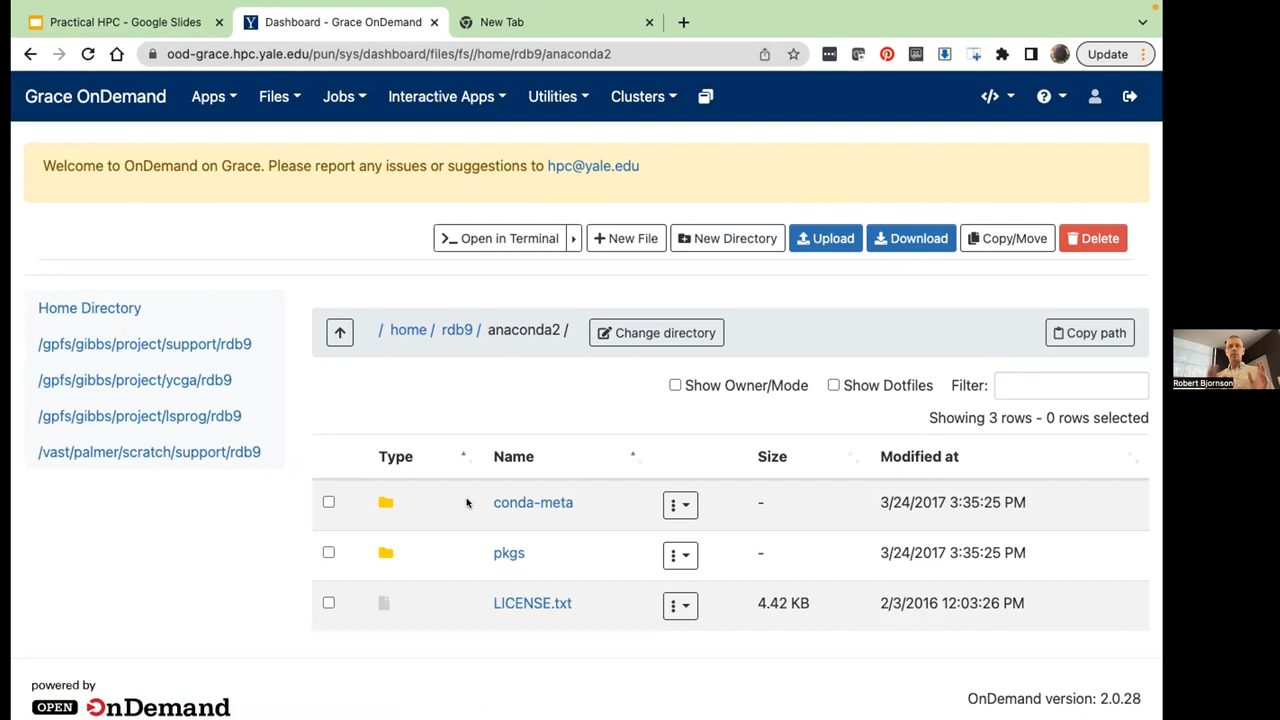 Practical HPC - Google Slides
Dashboard - Grace OnDemand
New Tab
ood-grace.hpc.yale.edu/pun/sys/dashboard/files/fs//home/rdb9/anaconda2
Update
Grace OnDemand
Apps
Files
Jobs
Interactive Apps
Utilities
Clusters
Welcome to OnDemand on Grace. Please report any issues or suggestions to hpc@yale.edu
Open in Terminal
New File
New Directory
Upload
Download
Copy/Move
Delete
Home Directory
/gpfs/gibbs/project/support/rdb9
/gpfs/gibbs/project/ycga/rdb9
/gpfs/gibbs/project/lsprog/rdb9
/vast/palmer/scratch/support/rdb9
/ home / rdb9 / anaconda2 /
Change directory
Copy path
Show Owner/Mode
Show Dotfiles
Filter:
Showing 3 rows - 0 rows selected
Type Name Size Modified at
conda-meta - 3/24/2017 3:35:25 PM
pkgs - 3/24/2017 3:35:25 PM
LICENSE.txt 4.42 KB 2/3/2016 12:03:26 PM
powered by
OPEN OnDemand
OnDemand version: 2.0.28
Robert Bjornson